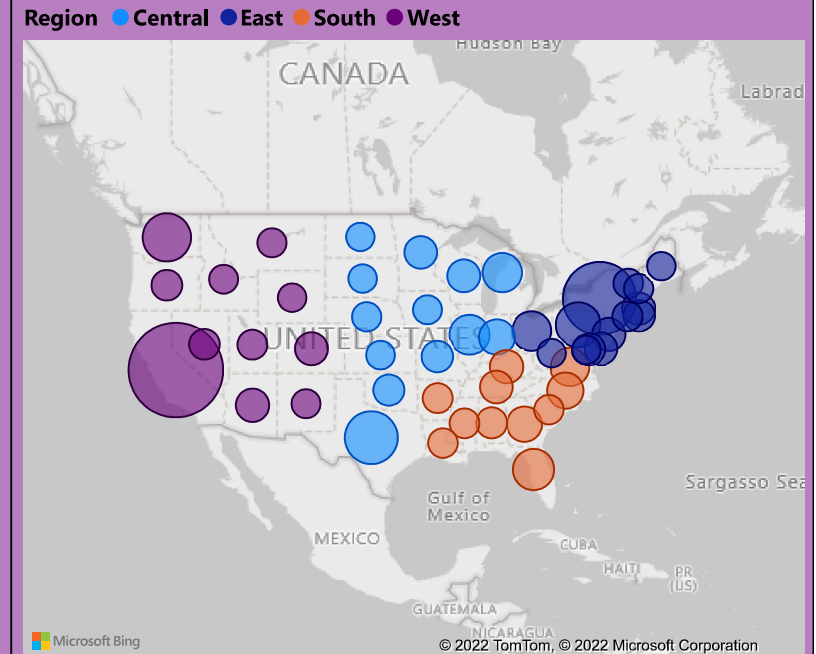 Region Central East South West
Hudson Bay
CANADA
Labrad
UNITED STATES
Gulf of
Mexico
Sargasso Sea
MEXICO
CUBA
HAITI
PR
(US)
GUATEMALA
NICARAGUA
Microsoft Bing
© 2022 TomTom, © 2022 Microsoft Corporation